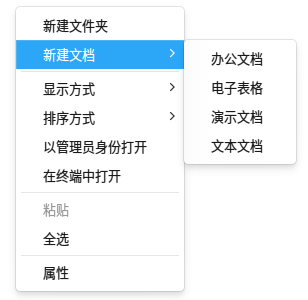 新建文件夹
新建文档
显示方式
排序方式
以管理员身份打开
在终端中打开
粘贴
全选
属性
办公文档
电子表格
演示文档
文本文档